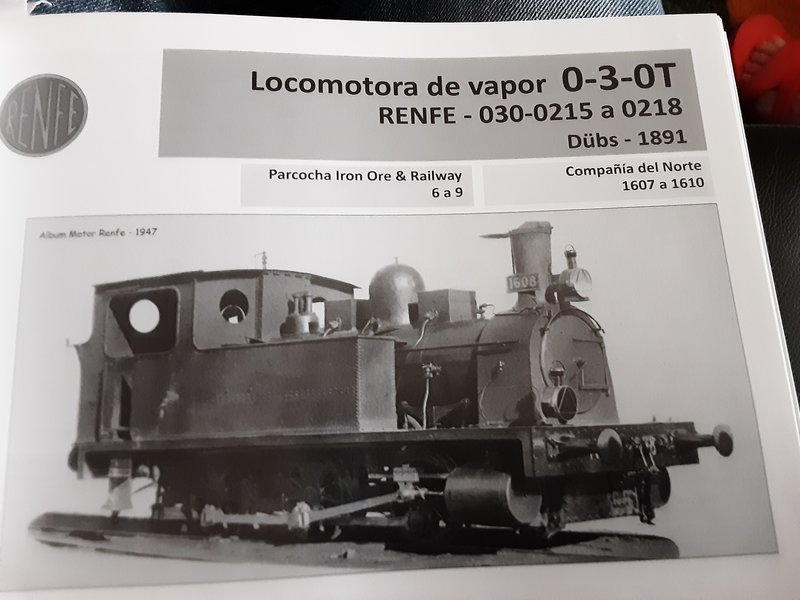 RENFE
Locomotora de vapor 0-3-0T
RENFE - 030-0215 a 0218
Dübs - 1891
Parcocha Iron Ore & Railway
6 a 9
Compañía del Norte
1607 a 1610
Album Motor Renfe - 1947
1608